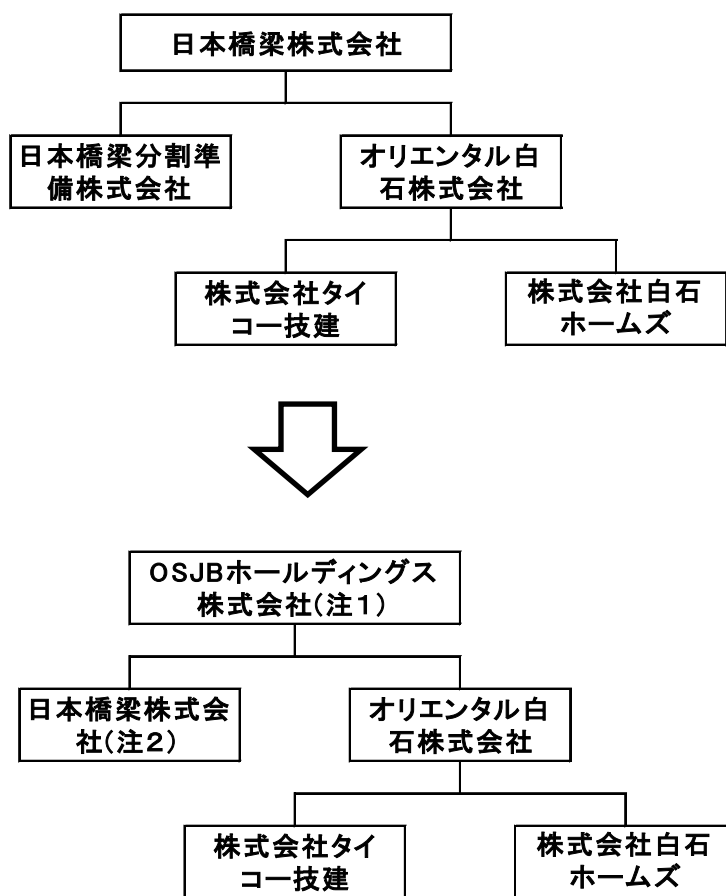 日本橋梁株式会社
日本橋梁分割準
備株式会社
オリエンタル白
石株式会社
株式会社タイ
コー技建
株式会社白石
ホームズ
OSJBホールディングス
株式会社(注1)
日本橋梁株式会
社(注2)
オリエンタル白
石株式会社
株式会社タイ
コー技建
株式会社白石
ホームズ